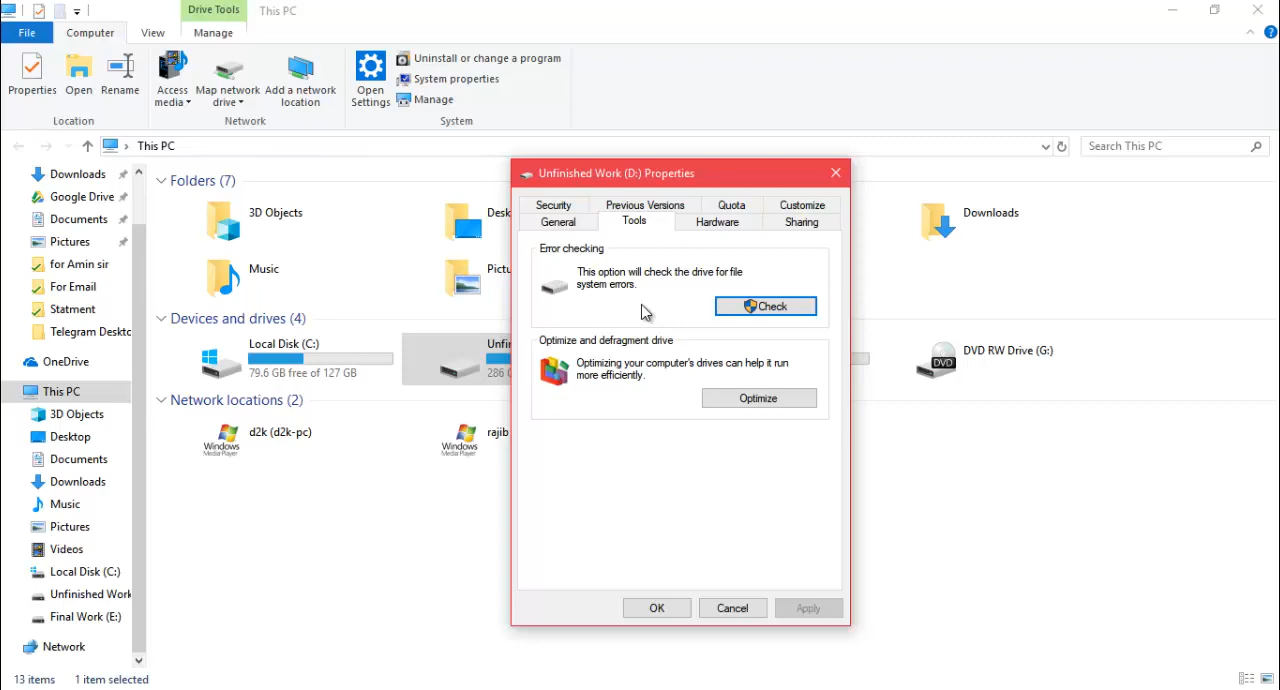 Drive Tools
This PC
File
Computer
View
Manage
Properties
Open
Rename
Access
media
Map network
drive
Add a network
location
Open
Settings
Uninstall or change a program
System properties
Manage
Location
Network
System
This PC
Search This PC
Downloads
Google Drive
Documents
Pictures
for Amin sir
For Email
Statment
Telegram Deskto
OneDrive
This PC
3D Objects
Desktop
Documents
Downloads
Music
Pictures
Videos
Local Disk (C:)
Unfinished Work
Final Work (E:)
Network
Folders (7)
3D Objects
Desk
Downloads
Music
Pictu
Devices and drives (4)
Local Disk (C:)
79.6 GB free of 127 GB
Unfin
286
DVD
DVD RW Drive (G:)
Network locations (2)
Windows
Media Player
d2k (d2k-pc)
Windows
Media Player
rajib
Unfinished Work (D:) Properties
Security
Previous Versions
Quota
Customize
General
Tools
Hardware
Sharing
Error checking
This option will check the drive for file
system errors.
Check
Optimize and defragment drive
Optimizing your computer's drives can help it run
more efficiently.
Optimize
OK
Cancel
Apply
13 items
1 item selected